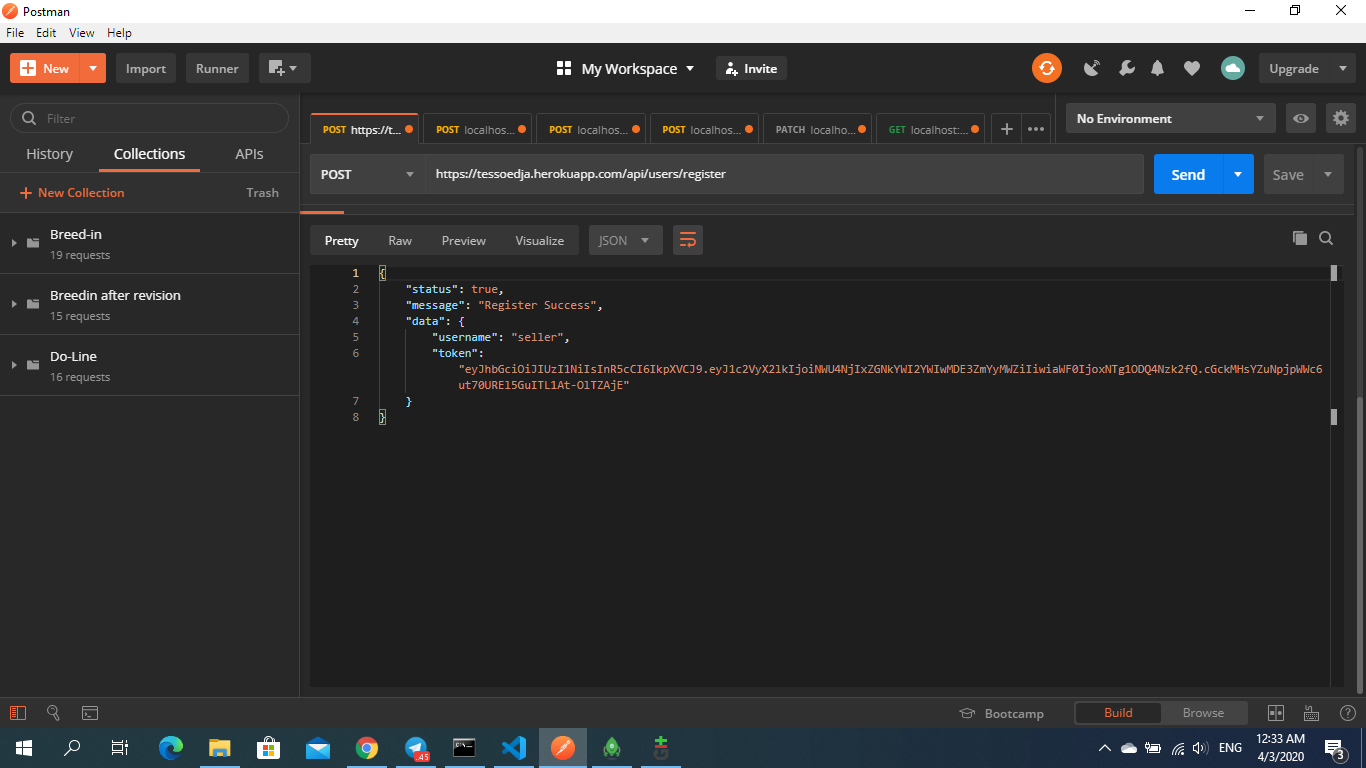 Postman
File Edit View Help
New Import Runner My Workspace Invite Upgrade
Filter
History Collections APIs
New Collection Trash
Breed-in
19 requests
Breedin after revision
15 requests
Do-Line
16 requests
POST https://t... POST localhos... POST localhos... POST localhos... PATCH localho... GET localhost:... No Environment
POST https://tessoedja.herokuapp.com/api/users/register Send Save
Pretty Raw Preview Visualize JSON
1 {
2 "status": true,
3 "message": "Register Success",
4 "data": {
5 "username": "seller",
6 "token":
"eyJhbGciOiJIUzI1NiIsInR5cCI6IkpXVCJ9.eyJ1c2VyX2lkIjoiNWU4NjIxZGNkYWI2YWIwMDE3ZmYyMWZiIiwiaWF0IjoxNTg1ODQ4Nzk2fQ.cGckMHsYZuNpjpWWc6
ut70UREl5GuITL1At-OlTZAjE"
7 }
8 }
Bootcamp Build Browse
.45 ENG 12:33 AM
4/3/2020 3